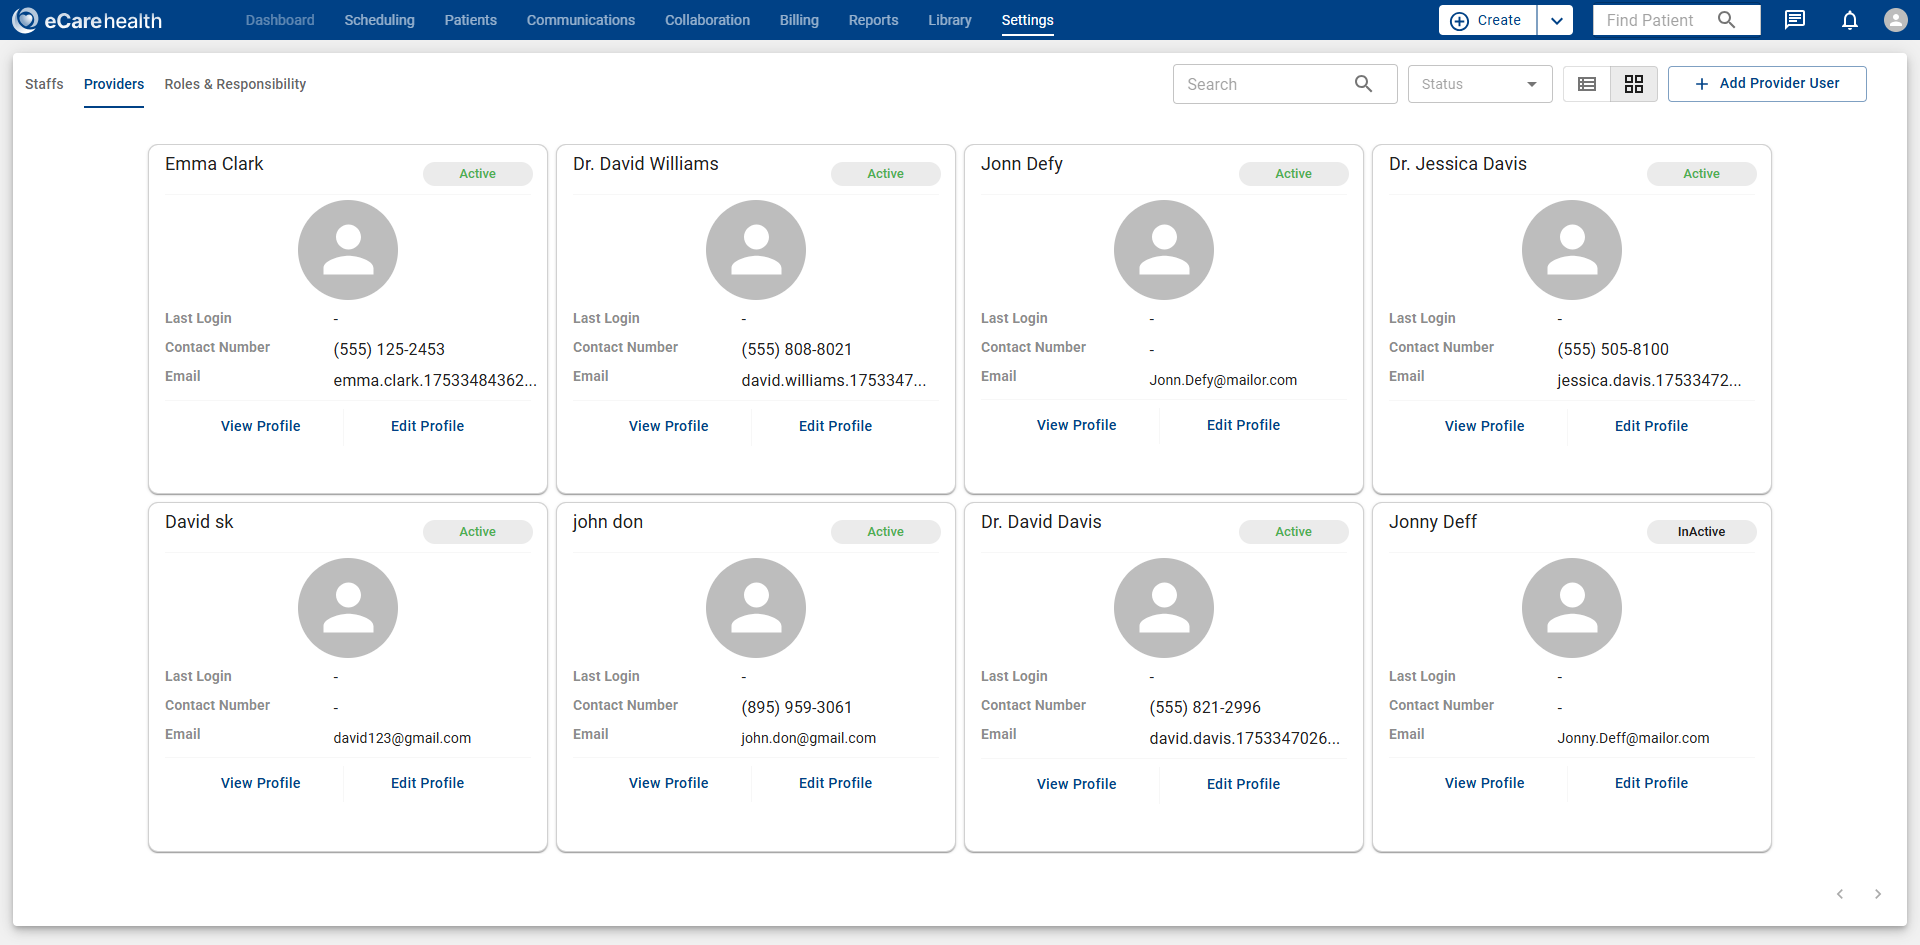 eCarehealth Dashboard Scheduling Patients Communications Collaboration Billing Reports Library Settings Create Find Patient
Staffs Providers Roles & Responsibility Search Status Add Provider User
Emma Clark
Active
Last Login -
Contact Number (555) 125-2453
Email emma.clark.17533484362...
View Profile Edit Profile
Dr. David Williams
Active
Last Login -
Contact Number (555) 808-8021
Email david.williams.1753347...
View Profile Edit Profile
Jonn Defy
Active
Last Login -
Contact Number -
Email Jonn.Defy@mailor.com
View Profile Edit Profile
Dr. Jessica Davis
Active
Last Login -
Contact Number (555) 505-8100
Email jessica.davis.17533472...
View Profile Edit Profile
David sk
Active
Last Login -
Contact Number -
Email david123@gmail.com
View Profile Edit Profile
john don
Active
Last Login -
Contact Number (895) 959-3061
Email john.don@gmail.com
View Profile Edit Profile
Dr. David Davis
Active
Last Login -
Contact Number (555) 821-2996
Email david.davis.1753347026...
View Profile Edit Profile
Jonny Deff
InActive
Last Login -
Contact Number -
Email Jonny.Deff@mailor.com
View Profile Edit Profile